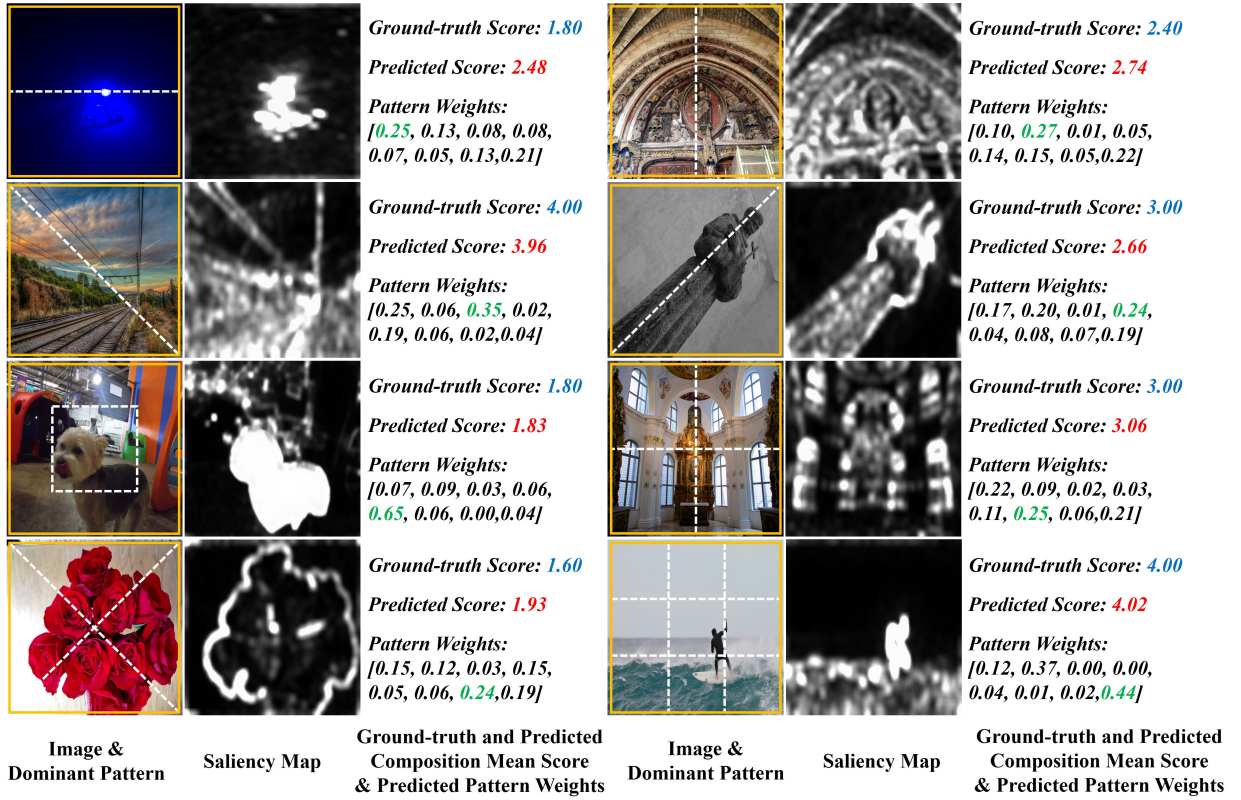 Ground-truth Score: 1.80
Predicted Score: 2.48
Pattern Weights:
[0.25, 0.13, 0.08, 0.08,
0.07, 0.05, 0.13,0.21]
Ground-truth Score: 2.40
Predicted Score: 2.74
Pattern Weights:
[0.10, 0.27, 0.01, 0.05,
0.14, 0.15, 0.05,0.22]
Ground-truth Score: 4.00
Predicted Score: 3.96
Pattern Weights:
[0.25, 0.06, 0.35, 0.02,
0.19, 0.06, 0.02,0.04]
Ground-truth Score: 3.00
Predicted Score: 2.66
Pattern Weights:
[0.17, 0.20, 0.01, 0.24,
0.04, 0.08, 0.07,0.19]
Ground-truth Score: 1.80
Predicted Score: 1.83
Pattern Weights:
[0.07, 0.09, 0.03, 0.06,
0.65, 0.06, 0.00,0.04]
Ground-truth Score: 3.00
Predicted Score: 3.06
Pattern Weights:
[0.22, 0.09, 0.02, 0.03,
0.11, 0.25, 0.06,0.21]
Ground-truth Score: 1.60
Predicted Score: 1.93
Pattern Weights:
[0.15, 0.12, 0.03, 0.15,
0.05, 0.06, 0.24,0.19]
Ground-truth Score: 4.00
Predicted Score: 4.02
Pattern Weights:
[0.12, 0.37, 0.00, 0.00,
0.04, 0.01, 0.02,0.44]
Image &
Dominant Pattern
Saliency Map
Ground-truth and Predicted
Composition Mean Score
& Predicted Pattern Weights
Image &
Dominant Pattern
Saliency Map
Ground-truth and Predicted
Composition Mean Score
& Predicted Pattern Weights